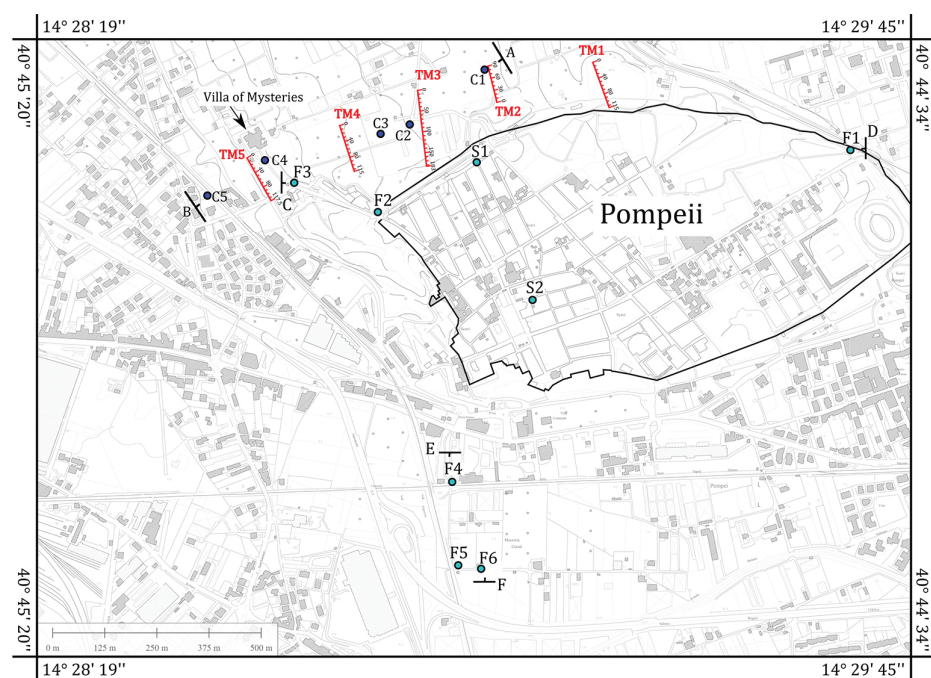 14° 28' 19''
14° 29' 45''
40° 45' 20''
40° 44' 34''
A
TM1
C1
TM3
TM2
Villa of Mysteries
TM4
C3
C2
S1
F1
D
TM5
C4
F3
C
C5
B
F2
Pompeii
S2
E
F4
Pompei
F5
F6
F
40° 45' 20''
40° 44' 34''
0
125 m
250 m
375 m
500 m
14° 28' 19''
14° 29' 45''